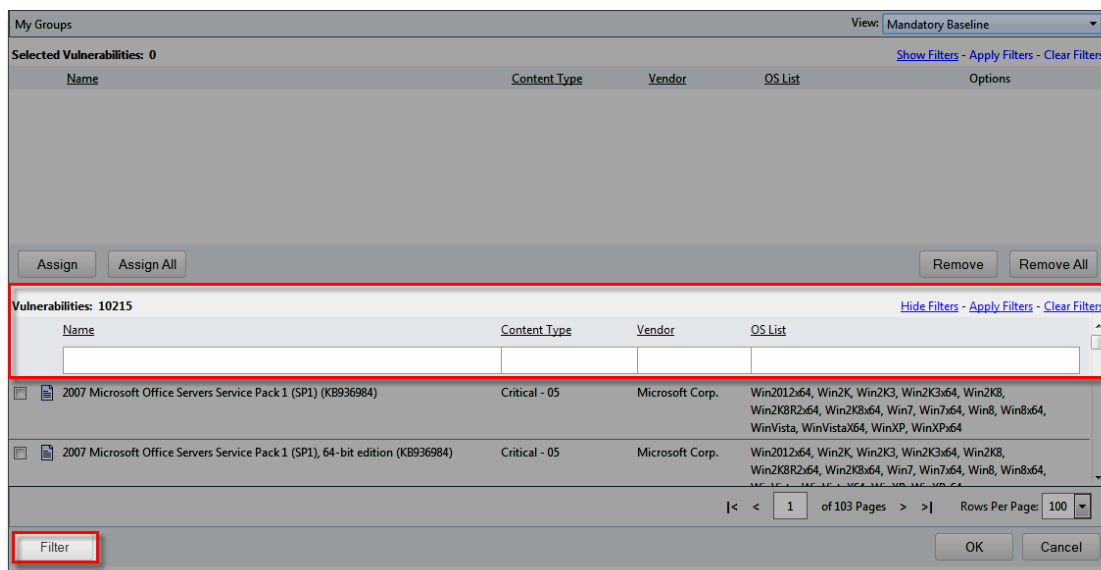 My Groups View: Mandatory Baseline
Selected Vulnerabilities: 0 Show Filters - Apply Filters - Clear Filters
Name Content Type Vendor OS List Options
Assign Assign All Remove Remove All
Vulnerabilities: 10215 Hide Filters - Apply Filters - Clear Filters
Name Content Type Vendor OS List
2007 Microsoft Office Servers Service Pack 1 (SP1) (KB936984) Critical - 05 Microsoft Corp. Win2012x64, Win2K, Win2K3, Win2K3x64, Win2K8,
Win2K8R2x64, Win2K8x64, Win7, Win7x64, Win8, Win8x64,
WinVista, WinVistaX64, WinXP, WinXPx64
2007 Microsoft Office Servers Service Pack 1 (SP1), 64-bit edition (KB936984) Critical - 05 Microsoft Corp. Win2012x64, Win2K, Win2K3, Win2K3x64, Win2K8,
Win2K8R2x64, Win2K8x64, Win7, Win7x64, Win8, Win8x64,
|< < 1 of 103 Pages > >| Rows Per Page: 100
Filter OK Cancel